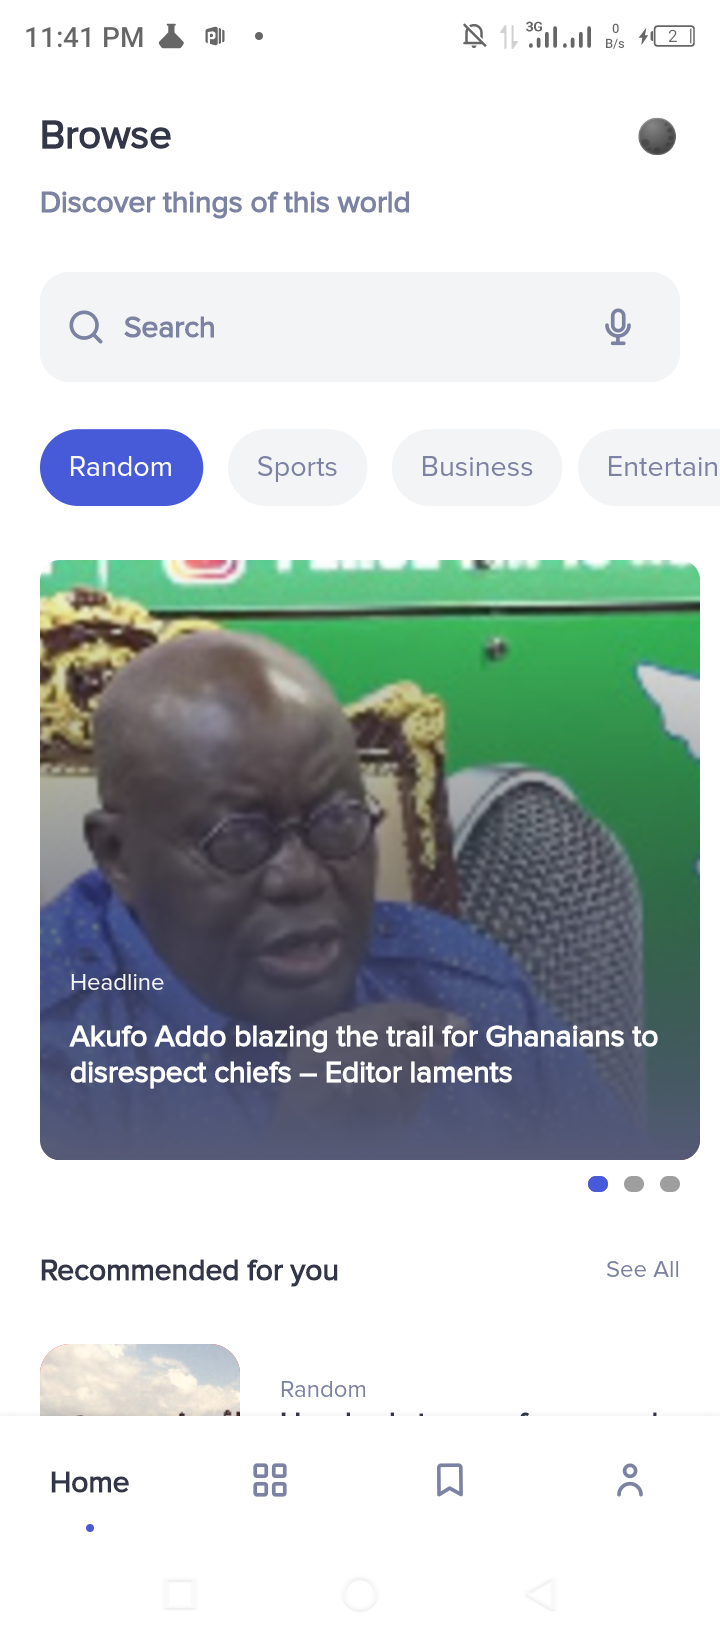 11:41 PM
3G
0
B/s
2
Browse
Discover things of this world
Search
Random Sports Business Entertain
Headline
Akufo Addo blazing the trail for Ghanaians to
disrespect chiefs – Editor laments
Recommended for you See All
Random
Home